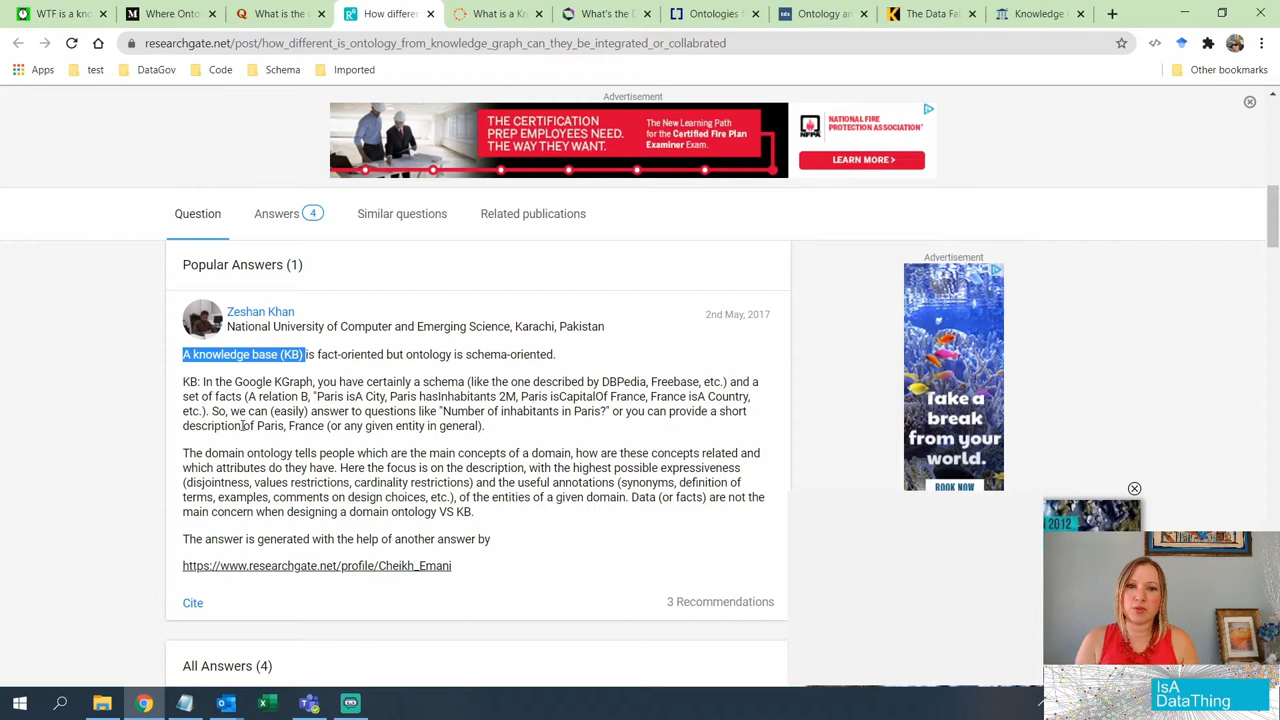 What is Onto
Q What is the c
How differen
What is a Kn
What's the D
Ontologies
Ontology an
The Data Fal
Knowledge
researchgate.net/post/how_different_is_ontology_from_knowledge_graph_can_they_be_integrated_or_collabrated
Apps
test
DataGov
Code
Schema
Imported
Other bookmarks
Advertisement
THE CERTIFICATION
PREP EMPLOYEES NEED.
THE WAY THEY WANT.
The New Learning Path
for the Certified Fire Plan
Examiner Exam.
NFPA
NATIONAL FIRE
PROTECTION ASSOCIATION
LEARN MORE >
Question
Answers 4
Similar questions
Related publications
Popular Answers (1)
Zeshan Khan
National University of Computer and Emerging Science, Karachi, Pakistan
2nd May, 2017
A knowledge base (KB) is fact-oriented but ontology is schema-oriented.
KB: In the Google KGraph, you have certainly a schema (like the one described by DBPedia, Freebase, etc.) and a
set of facts (A relation B, "Paris isA City, Paris hasInhabitants 2M, Paris isCapitalOf France, France isA Country,
etc.). So, we can (easily) answer to questions like "Number of inhabitants in Paris?" or you can provide a short
description of Paris, France (or any given entity in general).
The domain ontology tells people which are the main concepts of a domain, how are these concepts related and
which attributes do they have. Here the focus is on the description, with the highest possible expressiveness
(disjointness, values restrictions, cardinality restrictions) and the useful annotations (synonyms, definition of
terms, examples, comments on design choices, etc.), of the entities of a given domain. Data (or facts) are not the
main concern when designing a domain ontology VS KB.
The answer is generated with the help of another answer by
https://www.researchgate.net/profile/Cheikh_Emani
Cite
3 Recommendations
All Answers (4)
Advertisement
Take a
break
from your
world.
BOOK NOW
N 2012
IsA
DataThing